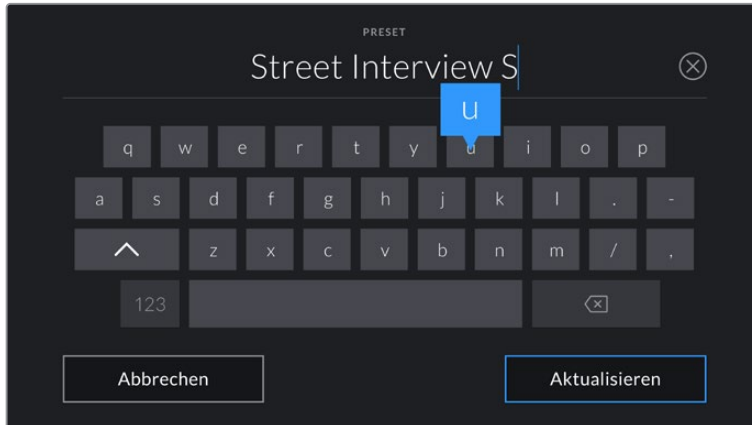 PRESET
Street Interview S
u
q w e r t y u i o p
a s d f g h j k l . -
z x c v b n m / ,
123
Abbrechen Aktualisieren